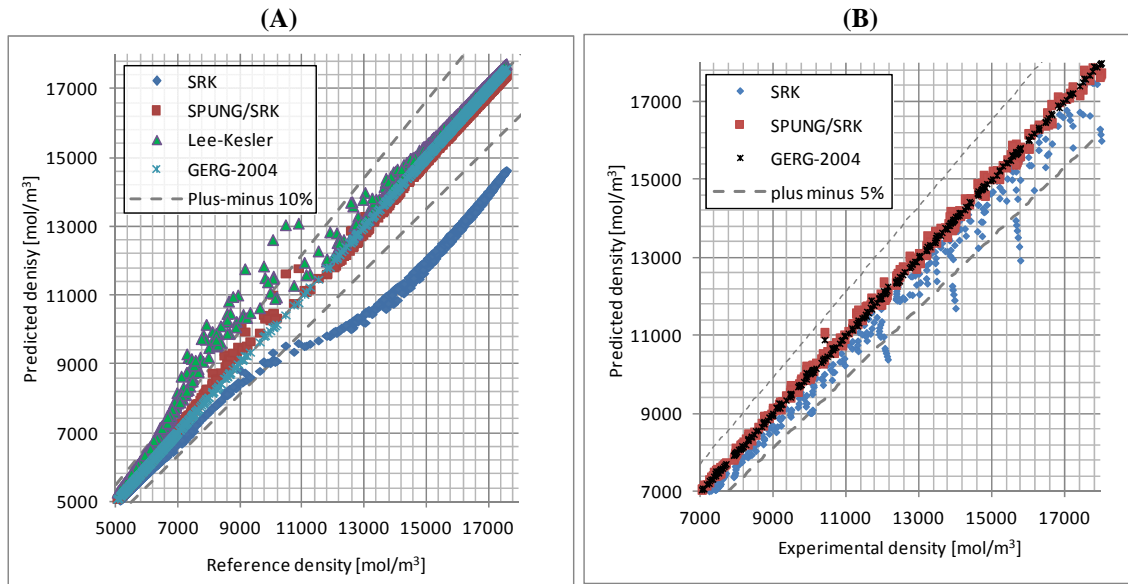 (A)
(B)
17000
15000
13000
11000
9000
7000
5000
Predicted denisy [mol/m³]
SRK
SPUNG/SRK
Lee-Kesler
GERG-2004
Plus-minus 10%
5000 7000 9000 11000 13000 15000 17000
Reference density [mol/m³]
17000
15000
13000
11000
9000
7000
Predicted density [mol/m³]
SRK
SPUNG/SRK
GERG-2004
plus minus 5%
7000 9000 11000 13000 15000 17000
Experimental density [mol/m³]